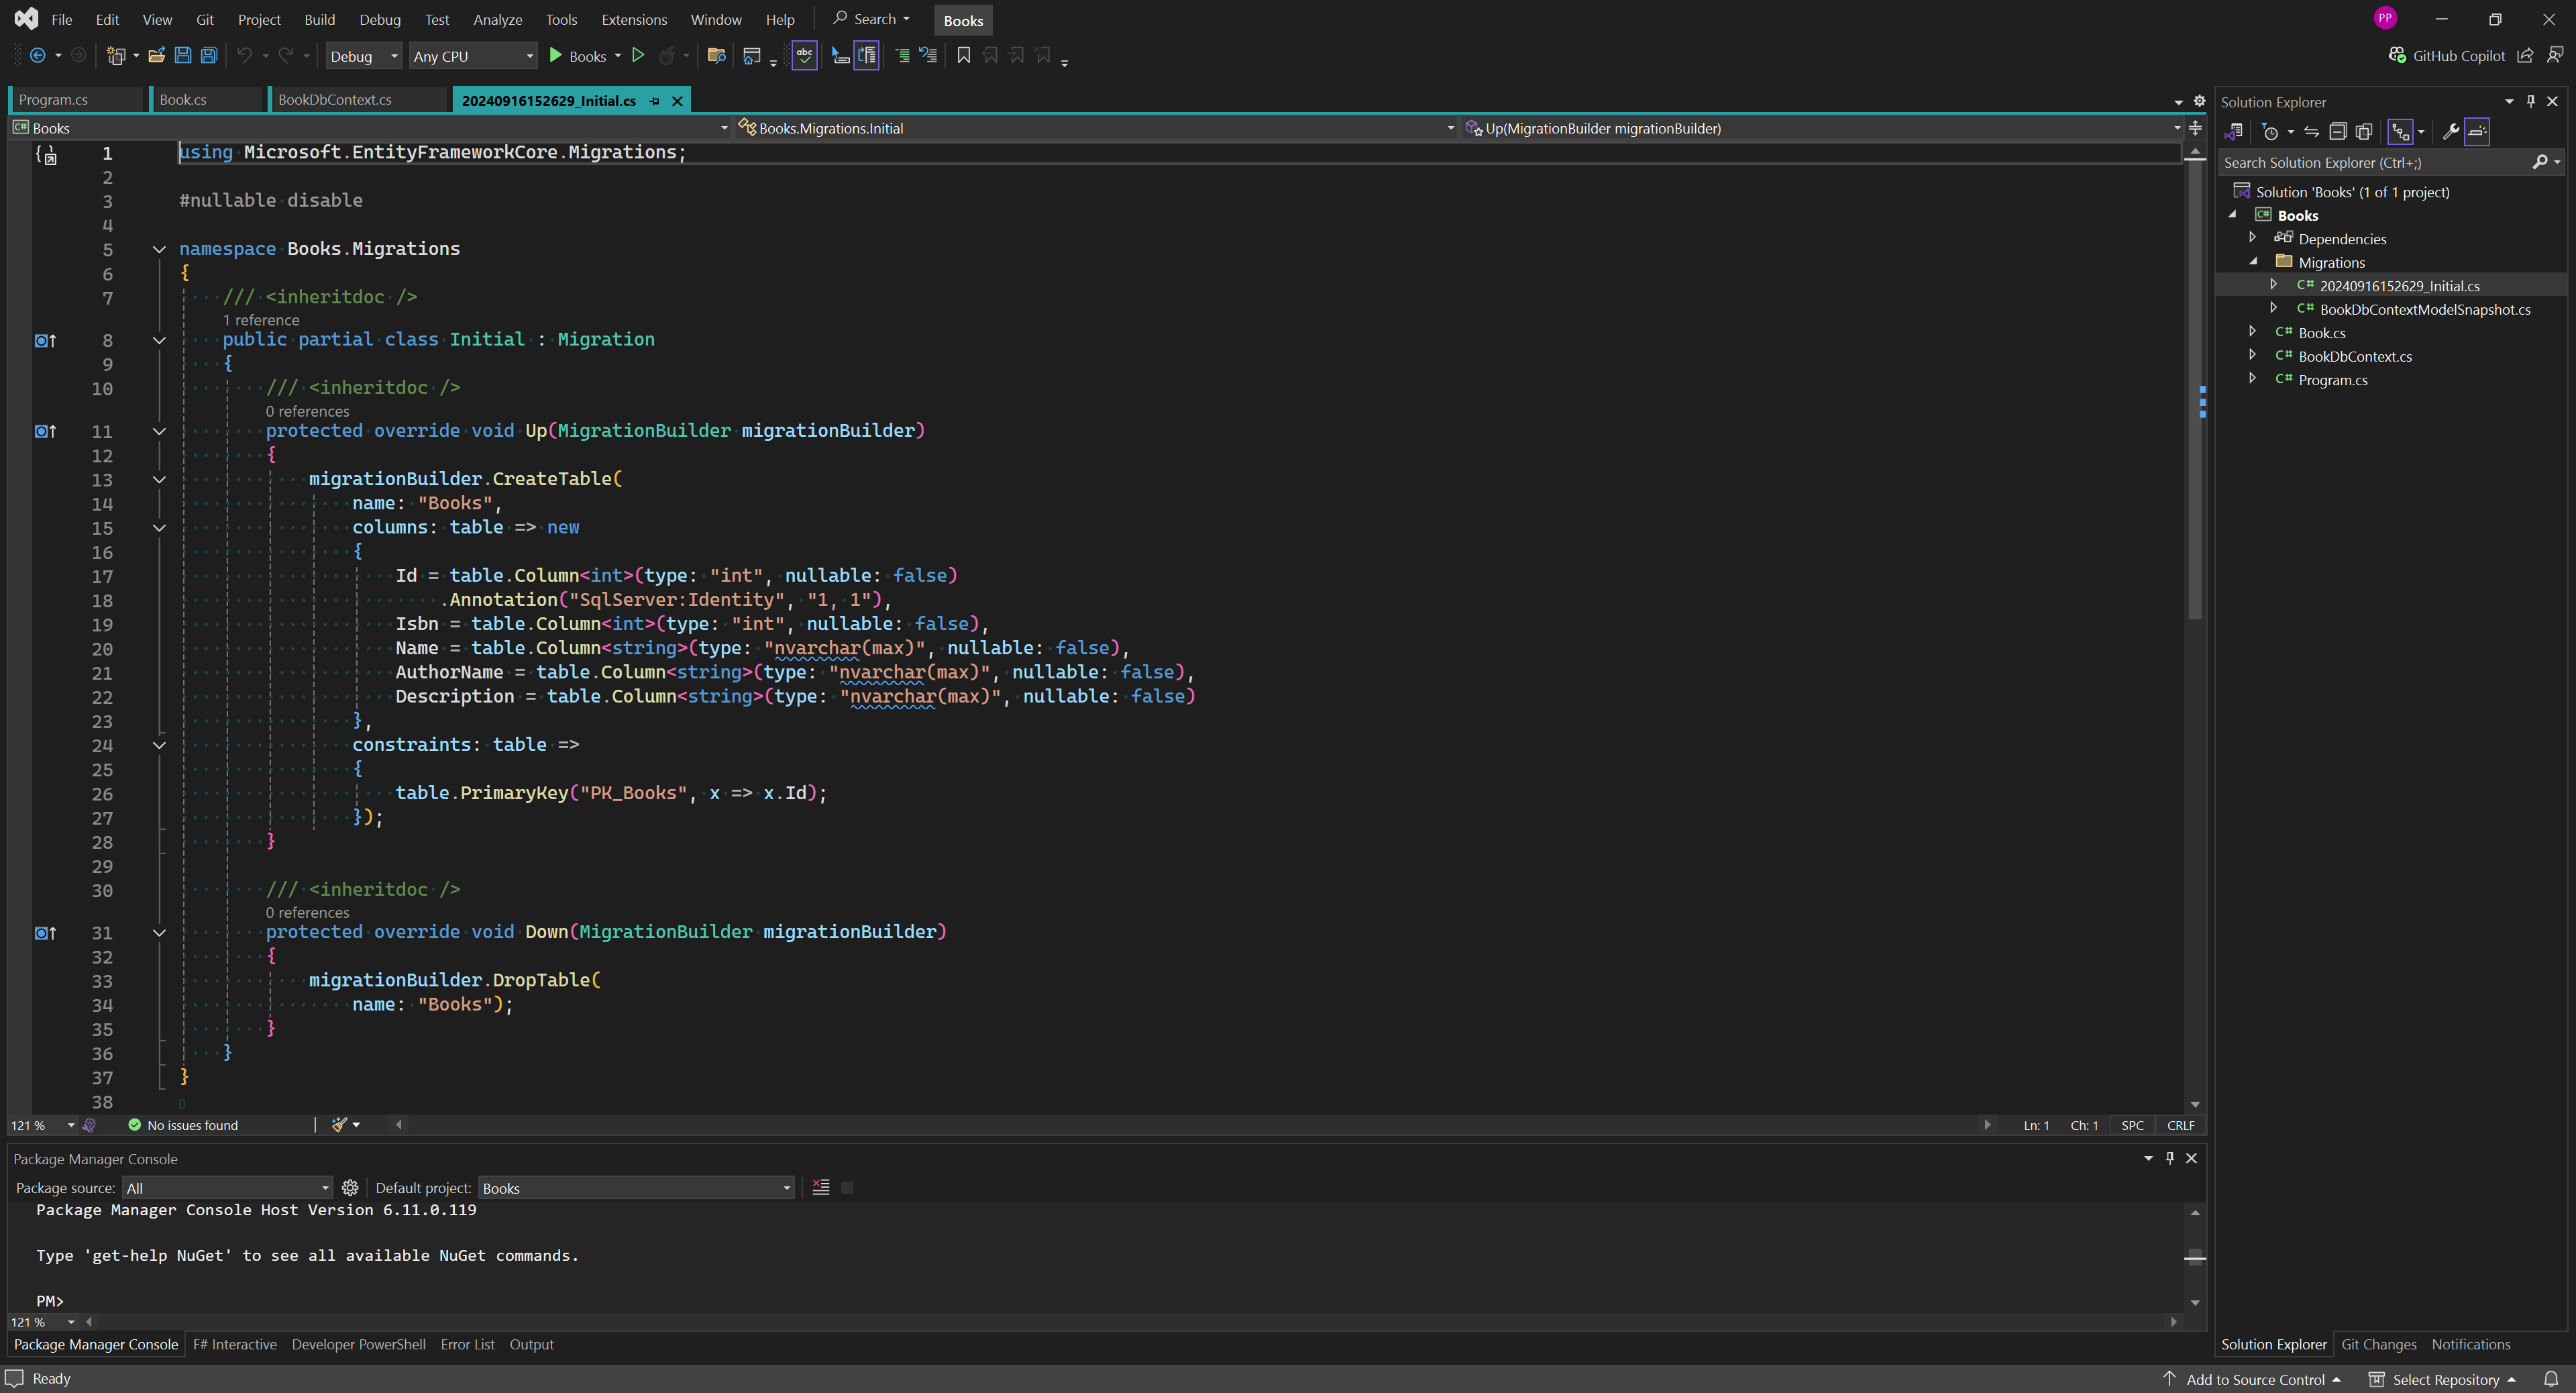 File Edit View Git Project Build Debug Test Analyze Tools Extensions Window Help Search Books PP
Debug Any CPU Books GitHub Copilot
Program.cs Book.cs BookDbContext.cs 20240916152629_Initial.cs
C# Books Books.Migrations.Initial Up(MigrationBuilder migrationBuilder)
1 using Microsoft.EntityFrameworkCore.Migrations;
2
3 #nullable disable
4
5 namespace Books.Migrations
6 {
7 /// <inheritdoc />
1 reference
8 public partial class Initial : Migration
9 {
10 /// <inheritdoc />
0 references
11 protected override void Up(MigrationBuilder migrationBuilder)
12 {
13 migrationBuilder.CreateTable(
14 name: "Books",
15 columns: table => new
16 {
17 Id = table.Column<int>(type: "int", nullable: false)
18 .Annotation("SqlServer:Identity", "1, 1"),
19 Isbn = table.Column<int>(type: "int", nullable: false),
20 Name = table.Column<string>(type: "nvarchar(max)", nullable: false),
21 AuthorName = table.Column<string>(type: "nvarchar(max)", nullable: false),
22 Description = table.Column<string>(type: "nvarchar(max)", nullable: false)
23 },
24 constraints: table =>
25 {
26 table.PrimaryKey("PK_Books", x => x.Id);
27 });
28 }
29
30 /// <inheritdoc />
0 references
31 protected override void Down(MigrationBuilder migrationBuilder)
32 {
33 migrationBuilder.DropTable(
34 name: "Books");
35 }
36 }
37 }
38
121 % No issues found Ln: 1 Ch: 1 SPC CRLF
Package Manager Console
Package source: All Default project: Books
Package Manager Console Host Version 6.11.0.119
Type 'get-help NuGet' to see all available NuGet commands.
PM>
121 %
Package Manager Console F# Interactive Developer PowerShell Error List Output
Solution Explorer
Search Solution Explorer (Ctrl+;)
Solution 'Books' (1 of 1 project)
C# Books
Dependencies
Migrations
C# 20240916152629_Initial.cs
C# BookDbContextModelSnapshot.cs
C# Book.cs
C# BookDbContext.cs
C# Program.cs
Solution Explorer Git Changes Notifications
Ready Add to Source Control Select Repository